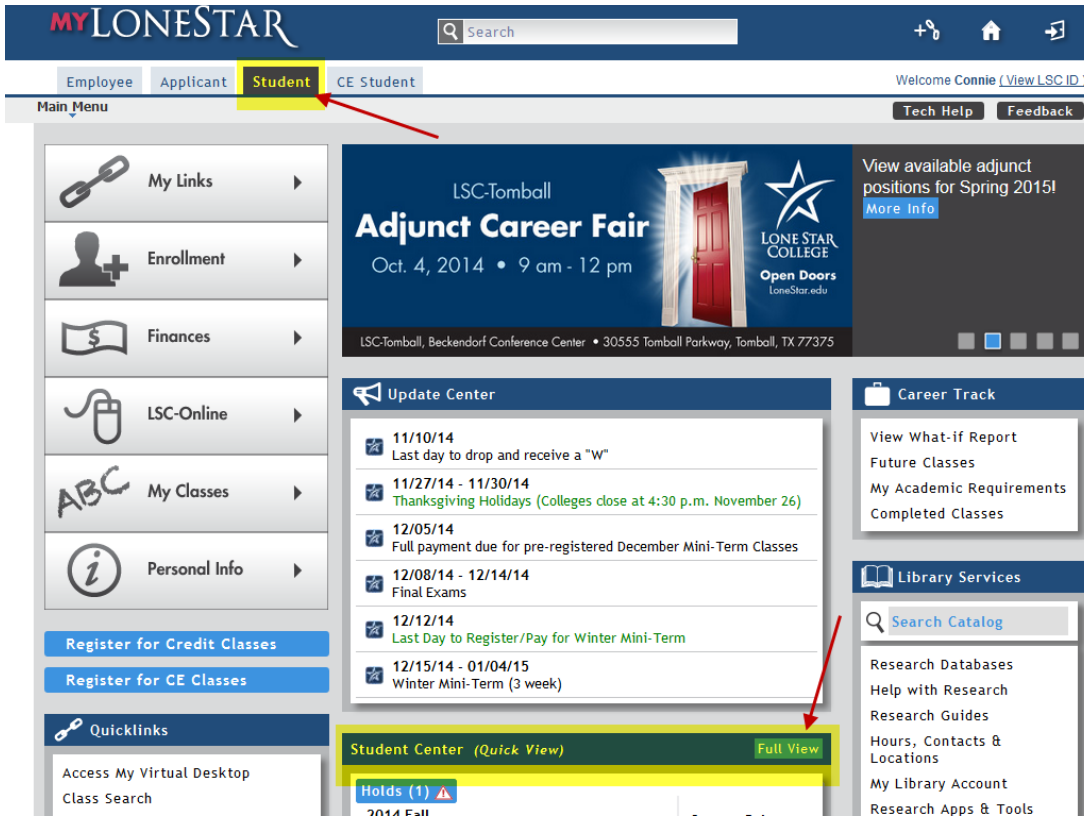 MYLONESTAR
Search
Employee
Applicant
Student
CE Student
Welcome Connie ( View LSC ID
Main Menu
Tech Help
Feedback
My Links
Enrollment
$
Finances
LSC-Online
ABC
My Classes
i
Personal Info
Register for Credit Classes
Register for CE Classes
Quicklinks
Access My Virtual Desktop
Class Search
LSC-Tomball
Adjunct Career Fair
Oct. 4, 2014 • 9 am - 12 pm
LONE STAR
COLLEGE
Open Doors
LoneStar.edu
LSC-Tomball, Beckendorf Conference Center • 30555 Tomball Parkway, Tomball, TX 77375
View available adjunct
positions for Spring 2015!
More Info
Update Center
11/10/14
Last day to drop and receive a "W"
11/27/14 - 11/30/14
Thanksgiving Holidays (Colleges close at 4:30 p.m. November 26)
12/05/14
Full payment due for pre-registered December Mini-Term Classes
12/08/14 - 12/14/14
Final Exams
12/12/14
Last Day to Register/Pay for Winter Mini-Term
12/15/14 - 01/04/15
Winter Mini-Term (3 week)
Student Center (Quick View)
Full View
Holds (1)
2014 Fall
Career Track
View What-if Report
Future Classes
My Academic Requirements
Completed Classes
Library Services
Search Catalog
Research Databases
Help with Research
Research Guides
Hours, Contacts &
Locations
My Library Account
Research Apps & Tools